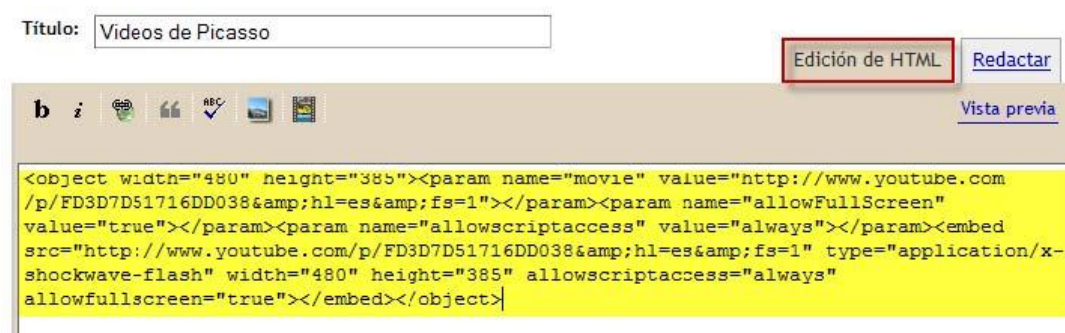 Título: Videos de Picasso
Edición de HTML Redactar
b i ABC Vista previa
<object width="480" height="385"><param name="movie" value="http://www.youtube.com
/p/FD3D7D51716DD038&amp;hl=es&amp;fs=1"></param><param name="allowFullScreen"
value="true"></param><param name="allowscriptaccess" value="always"></param><embed
src="http://www.youtube.com/p/FD3D7D51716DD038&amp;hl=es&amp;fs=1" type="application/x-
shockwave-flash" width="480" height="385" allowscriptaccess="always"
allowfullscreen="true"></embed></object>